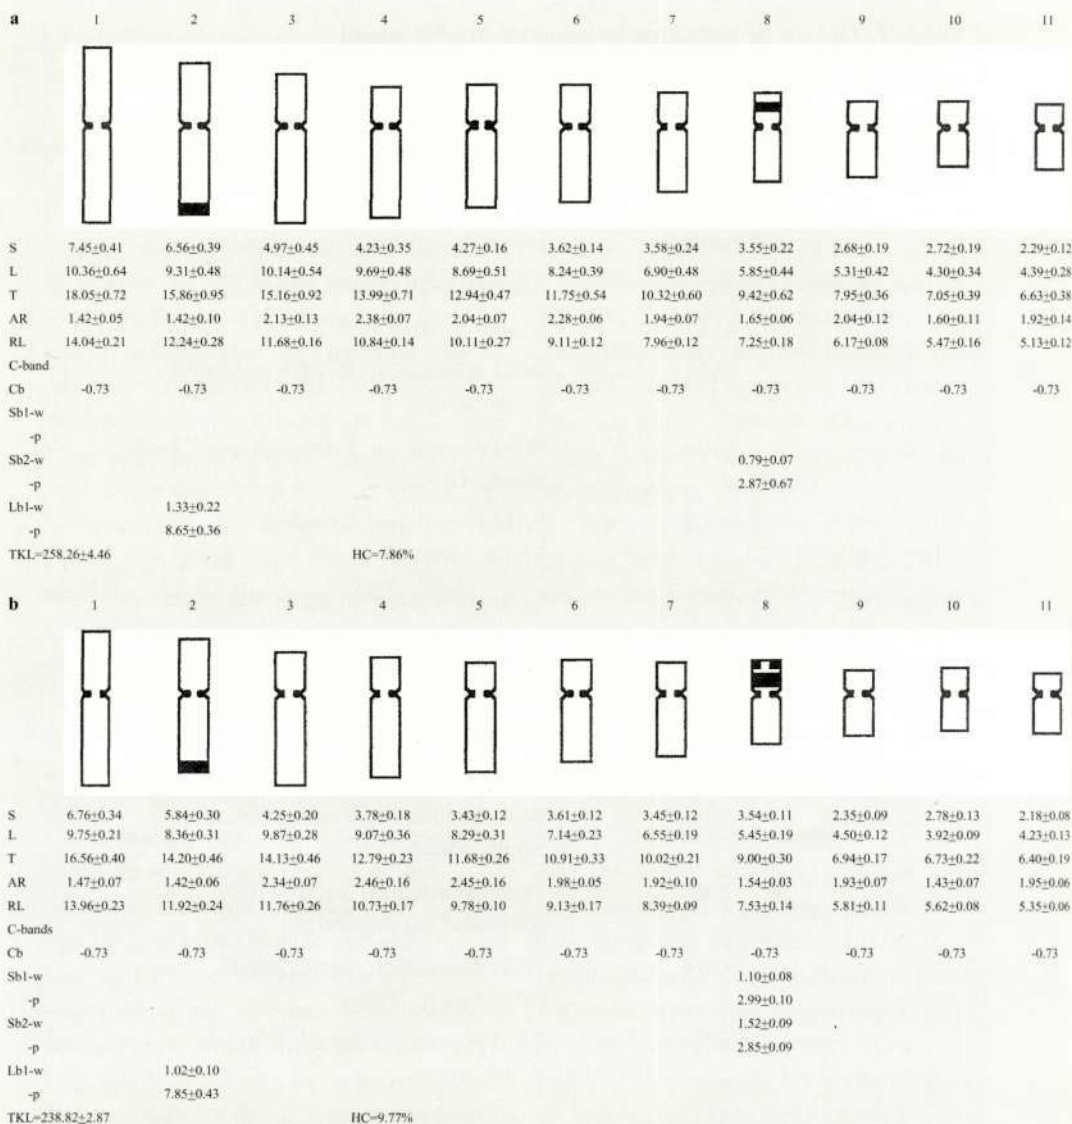 a 1 2 3 4 5 6 7 8 9 10 11
S 7.45±0.41 6.56±0.39 4.97±0.45 4.23±0.35 4.27±0.16 3.62±0.14 3.58±0.24 3.55±0.22 2.68±0.19 2.72±0.19 2.29±0.12
L 10.36±0.64 9.31±0.48 10.14±0.54 9.69±0.48 8.69±0.51 8.24±0.39 6.90±0.48 5.85±0.44 5.31±0.42 4.30±0.34 4.39±0.28
T 18.05±0.72 15.86±0.95 15.16±0.92 13.99±0.71 12.94±0.47 11.75±0.54 10.32±0.60 9.42±0.62 7.95±0.36 7.05±0.39 6.63±0.38
AR 1.42±0.05 1.42±0.10 2.13±0.13 2.38±0.07 2.04±0.07 2.28±0.06 1.94±0.07 1.65±0.06 2.04±0.12 1.60±0.11 1.92±0.14
RL 14.04±0.21 12.24±0.28 11.68±0.16 10.84±0.14 10.11±0.27 9.11±0.12 7.96±0.12 7.25±0.18 6.17±0.08 5.47±0.16 5.13±0.12
C-band
Cb -0.73 -0.73 -0.73 -0.73 -0.73 -0.73 -0.73 -0.73 -0.73 -0.73 -0.73
Sb1-w
-p
Sb2-w 0.79±0.07
-p 2.87±0.67
Lb1-w 1.33±0.22
-p 8.65±0.36
TKL=258.26±4.46 HC=7.86%
b 1 2 3 4 5 6 7 8 9 10 11
S 6.76±0.34 5.84±0.30 4.25±0.20 3.78±0.18 3.43±0.12 3.61±0.12 3.45±0.12 3.54±0.11 2.35±0.09 2.78±0.13 2.18±0.08
L 9.75±0.21 8.36±0.31 9.87±0.28 9.07±0.36 8.29±0.31 7.14±0.23 6.55±0.19 5.45±0.19 4.50±0.12 3.92±0.09 4.23±0.13
T 16.56±0.40 14.20±0.46 14.13±0.46 12.79±0.23 11.68±0.26 10.91±0.33 10.02±0.21 9.00±0.30 6.94±0.17 6.73±0.22 6.40±0.19
AR 1.47±0.07 1.42±0.06 2.34±0.07 2.46±0.16 2.45±0.16 1.98±0.05 1.92±0.10 1.54±0.03 1.93±0.07 1.43±0.07 1.95±0.06
RL 13.96±0.23 11.92±0.24 11.76±0.26 10.73±0.17 9.78±0.10 9.13±0.17 8.39±0.09 7.53±0.14 5.81±0.11 5.62±0.08 5.35±0.06
C-bands
Cb -0.73 -0.73 -0.73 -0.73 -0.73 -0.73 -0.73 -0.73 -0.73 -0.73 -0.73
Sb1-w 1.10±0.08
-p 2.99±0.10
Sb2-w 1.52±0.09
-p 2.85±0.09
Lb1-w 1.02±0.10
-p 7.85±0.43
TKL=238.82±2.87 HC=9.77%